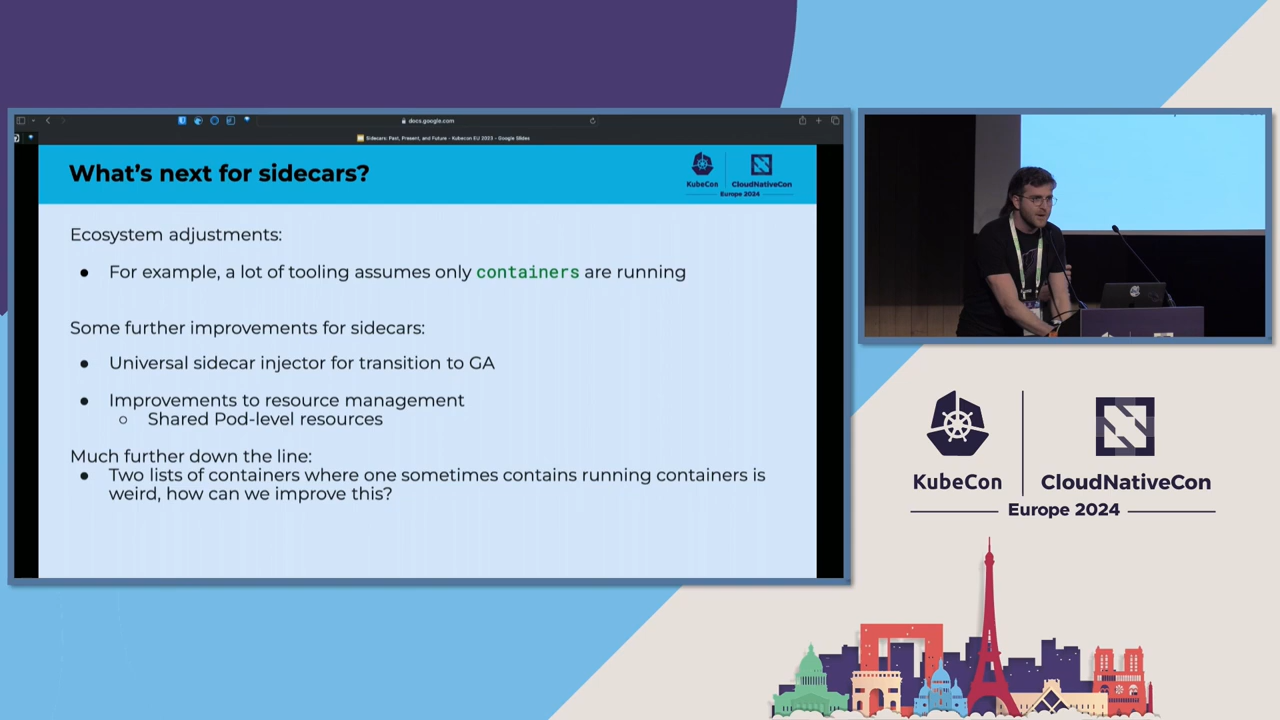 docs.google.com
Sidecars: Past, Present, and Future - Kubecon EU 2023 - Google Slides
What's next for sidecars?
KubeCon
CloudNativeCon
Europe 2024
Ecosystem adjustments:
● For example, a lot of tooling assumes only containers are running
Some further improvements for sidecars:
● Universal sidecar injector for transition to GA
● Improvements to resource management
○ Shared Pod-level resources
Much further down the line:
● Two lists of containers where one sometimes contains running containers is
weird, how can we improve this?
KubeCon
CloudNativeCon
Europe 2024